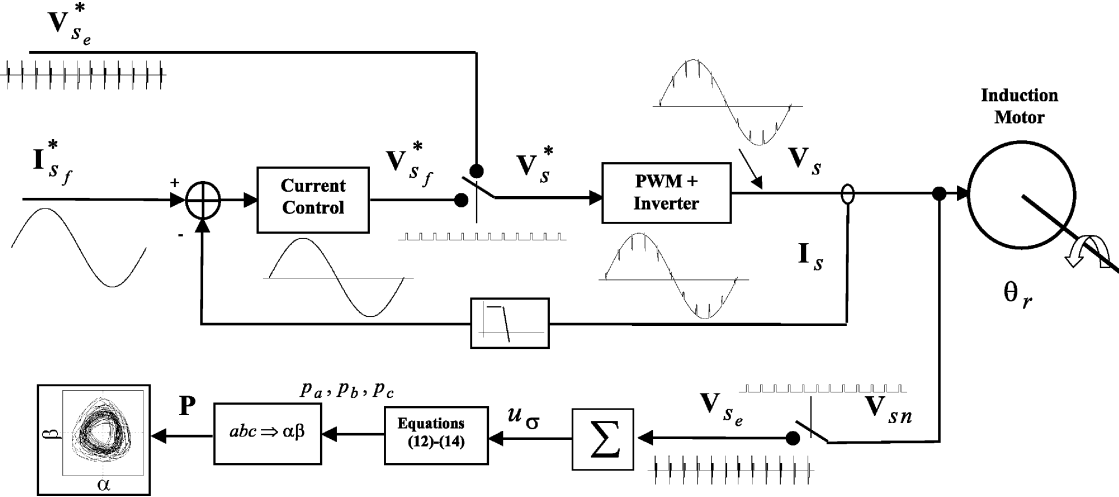 V*se
Induction
Motor
I*sf
+
-
Current
Control
V*sf
V*s
PWM +
Inverter
Vs
Is
θr
β
α
P
abc ⇒ αβ
pa, pb, pc
Equations
(12)-(14)
uσ
Σ
Vse
Vsn